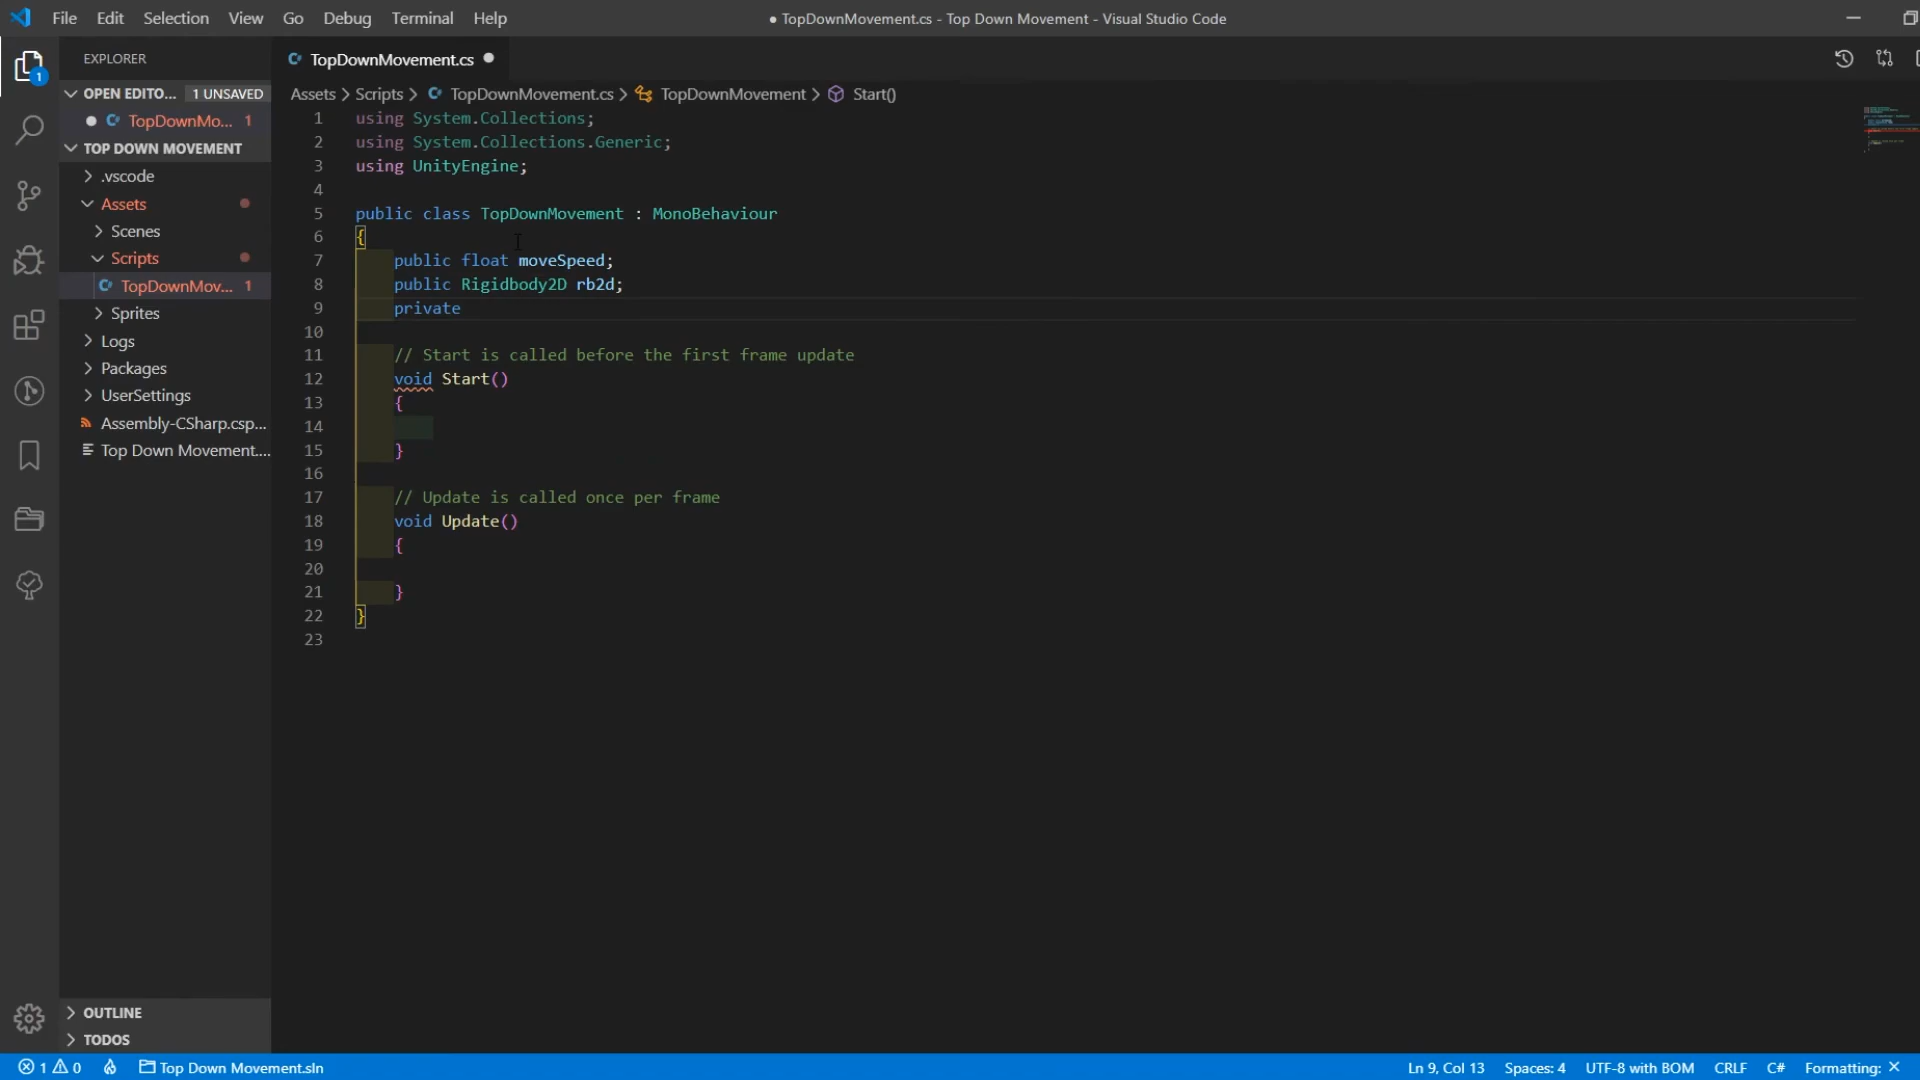 File Edit Selection View Go Debug Terminal Help
● TopDownMovement.cs - Top Down Movement - Visual Studio Code
1
EXPLORER
OPEN EDITO... 1 UNSAVED
TopDownMo... 1
TOP DOWN MOVEMENT
.vscode
Assets
Scenes
Scripts
TopDownMov... 1
Sprites
Logs
Packages
UserSettings
Assembly-CSharp.csp...
Top Down Movement....
OUTLINE
TODOS
TopDownMovement.cs
Assets > Scripts > TopDownMovement.cs > TopDownMovement > Start()
1 using System.Collections;
2 using System.Collections.Generic;
3 using UnityEngine;
4
5 public class TopDownMovement : MonoBehaviour
6 {
7 public float moveSpeed;
8 public Rigidbody2D rb2d;
9 private
10
11 // Start is called before the first frame update
12 void Start()
13 {
14
15 }
16
17 // Update is called once per frame
18 void Update()
19 {
20
21 }
22 }
23
1 0 Top Down Movement.sln
Ln 9, Col 13 Spaces: 4 UTF-8 with BOM CRLF C# Formatting: ✕